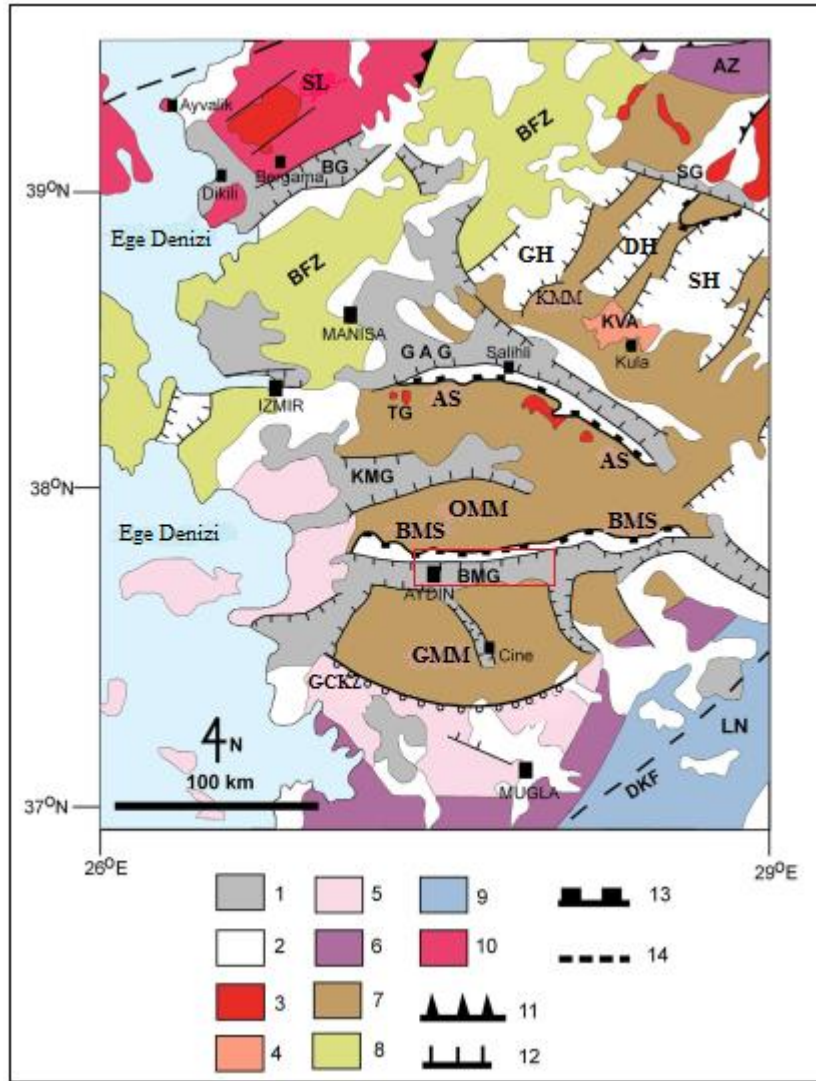 AZ
SL
Ayvalik
BFZ
Bergama
BG
SG
Dikili
39°N
Ege Denizi
GH
DH
BFZ
SH
KMM
KVA
MANISA
Kula
GAG
Salihli
IZMIR
AS
TG
AS
38°N
KMG
OMM
Ege Denizi
BMS
BMS
BMG
AYDIN
GMM
Cine
GCKZ
N
LN
100 km
DKF
MUGLA
37°N
26°E
29°E
1
5
9
13
2
6
10
14
3
7
11
4
8
12